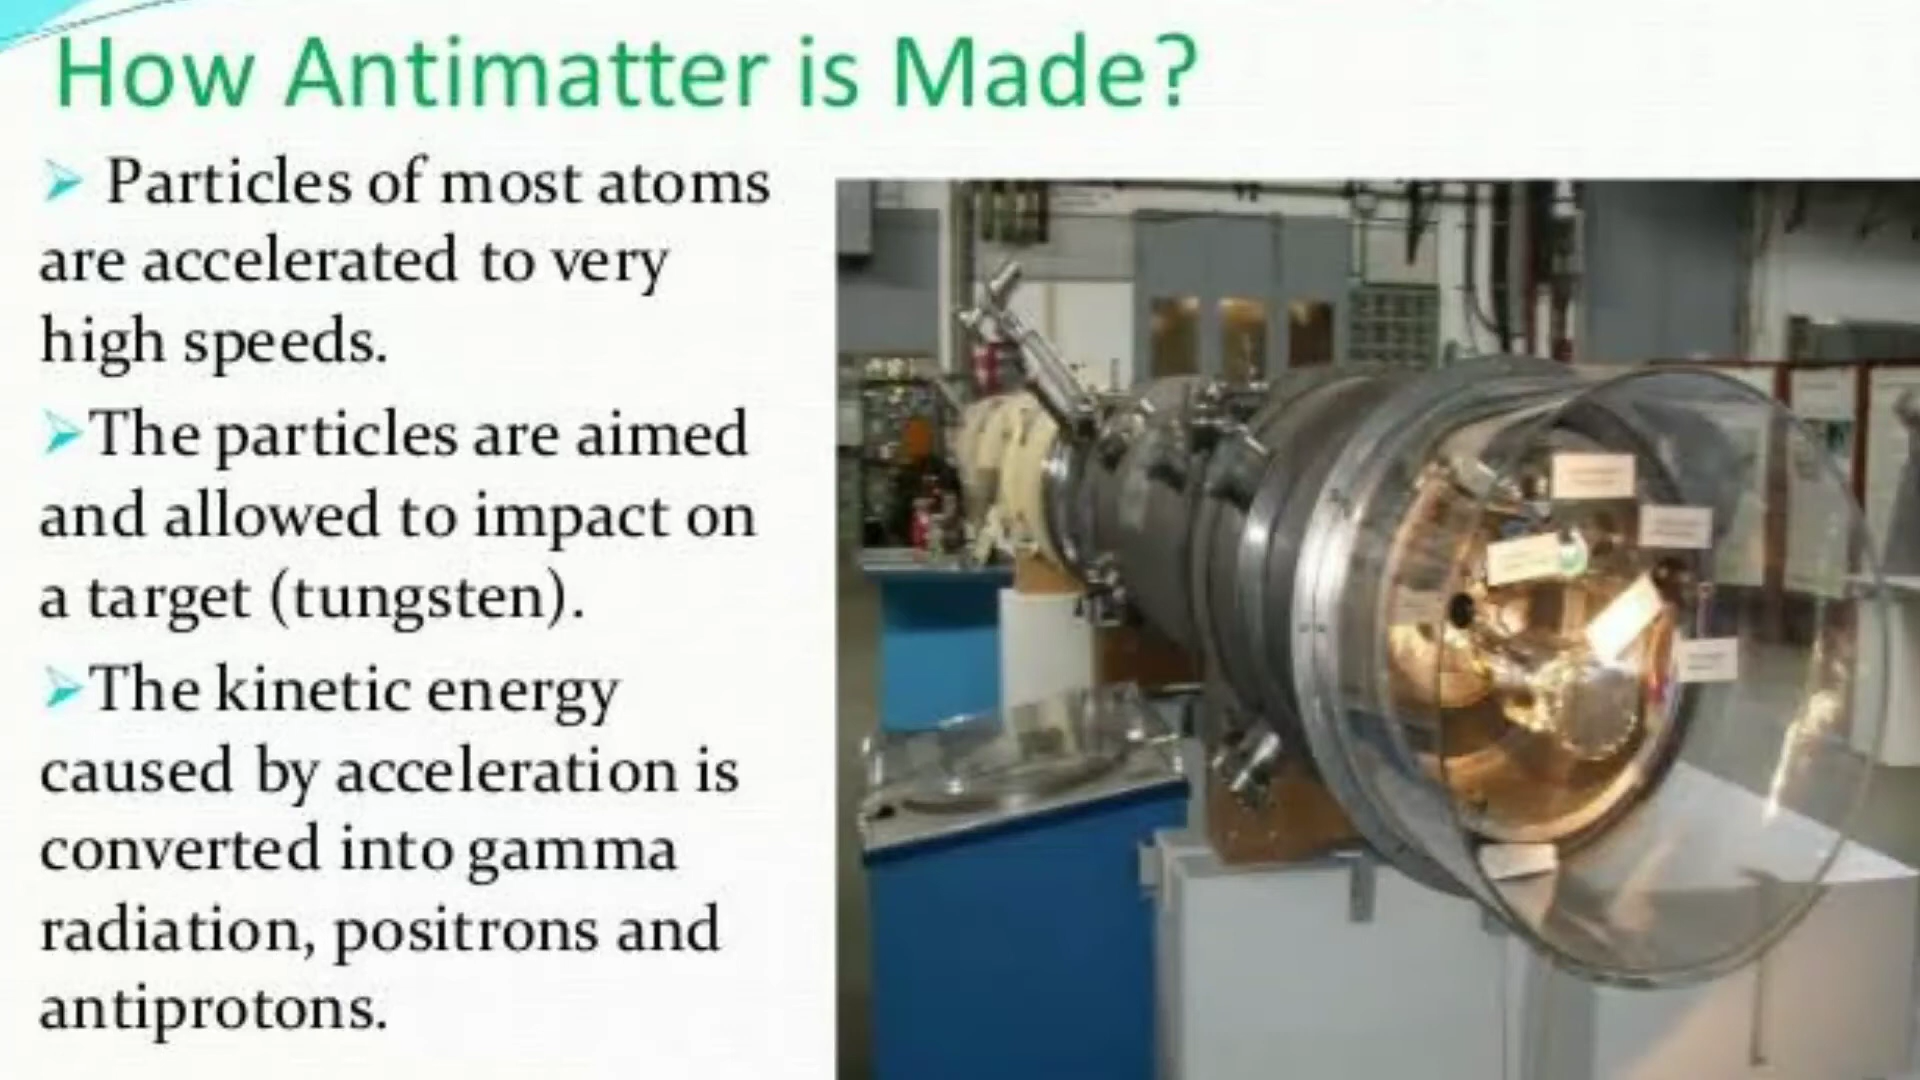 How Antimatter is Made?
Particles of most atoms
are accelerated to very
high speeds.
The particles are aimed
and allowed to impact on
a target (tungsten).
The kinetic energy
caused by acceleration is
converted into gamma
radiation, positrons and
antiprotons.